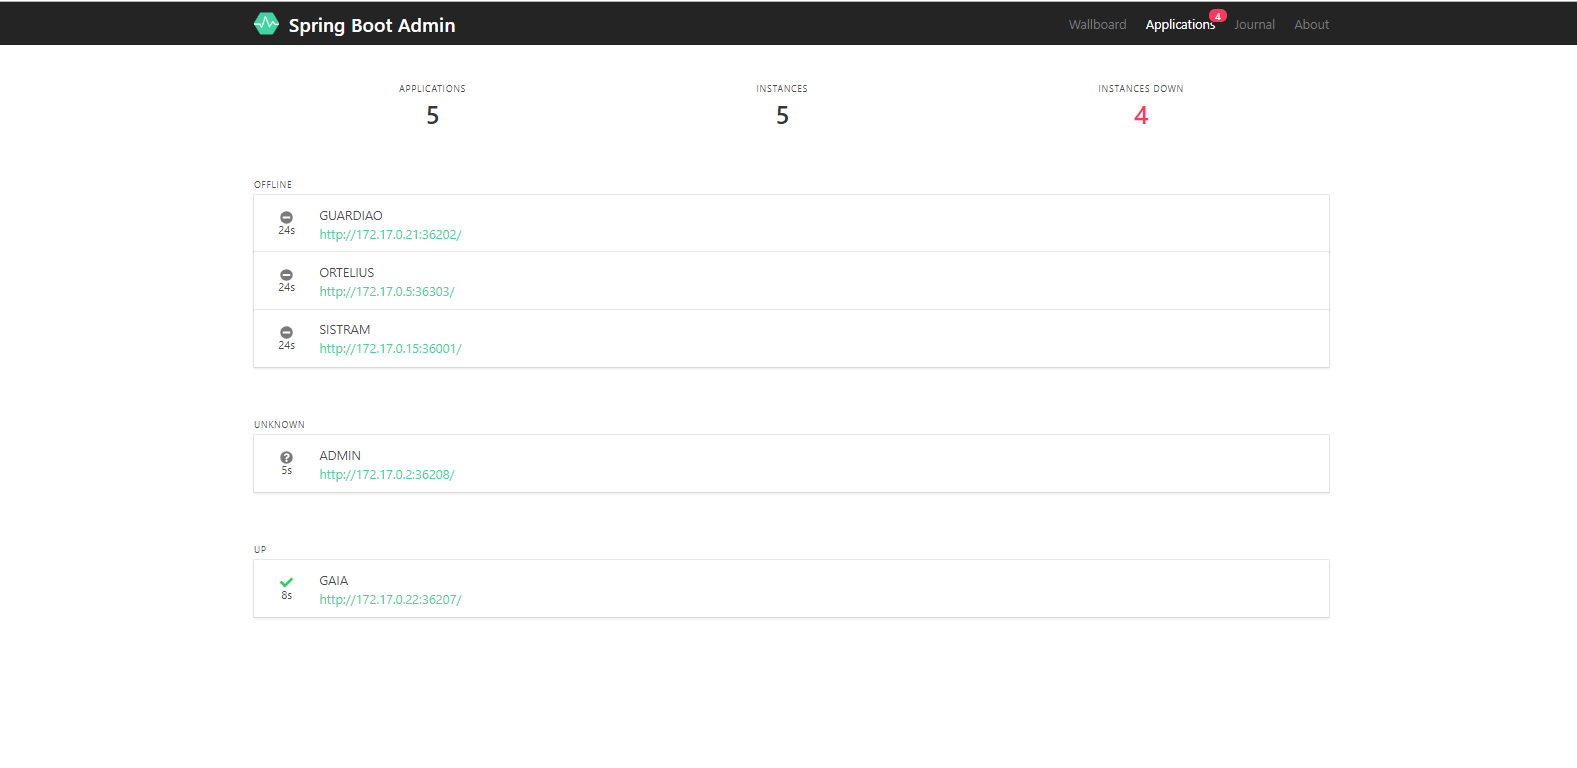 Spring Boot Admin
Wallboard Applications 4 Journal About
APPLICATIONS INSTANCES INSTANCES DOWN
5 5 4
OFFLINE
GUARDIAO
24s http://172.17.0.21:36202/
ORTELIUS
24s http://172.17.0.5:36303/
SISTRAM
24s http://172.17.0.15:36001/
UNKNOWN
ADMIN
5s http://172.17.0.2:36208/
UP
GAIA
8s http://172.17.0.22:36207/